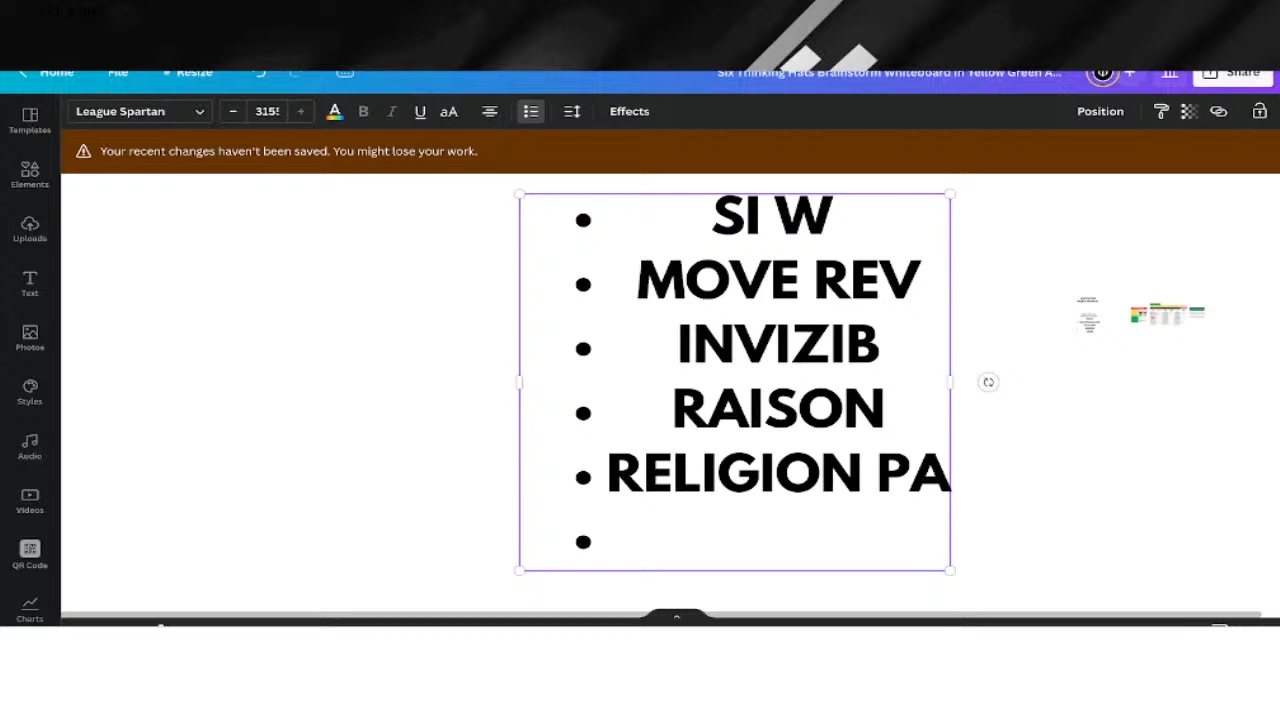 Home File Resize Six Thinking Hats Brainstorm Whiteboard in Yellow Green A... Share
League Spartan − 315! + A B I U aA Effects Position
Templates
Your recent changes haven't been saved. You might lose your work.
Elements
Uploads
Text
Photos
Styles
Audio
Videos
QR Code
Charts
• SI W
• MOVE REV
• INVIZIB
• RAISON
• RELIGION PA
•